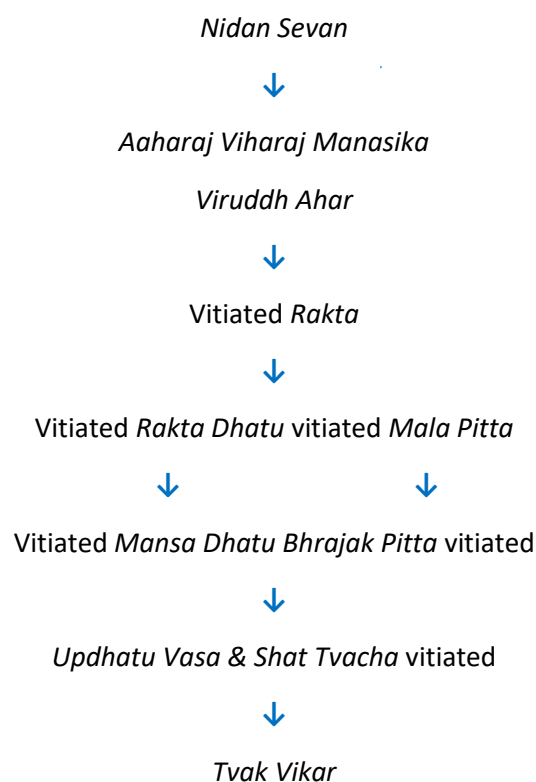 Nidan Sevan
↓
Aaharaj Viharaj Manasika
Viruddh Ahar
↓
Vitiated Rakta
↓
Vitiated Rakta Dhatu vitiated Mala Pitta
↓ ↓
Vitiated Mansa Dhatu Bhrajak Pitta vitiated
↓
Updhatu Vasa & Shat Tvacha vitiated
↓
Tvak Vikar